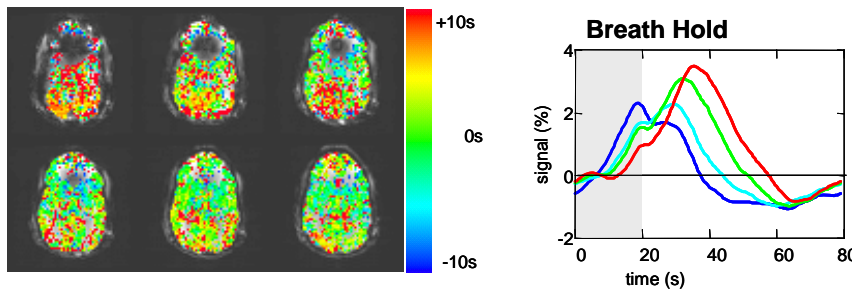 +10s
0s
-10s
Breath Hold
4
2
0
-2
signal (%)
0 20 40 60 80
time (s)